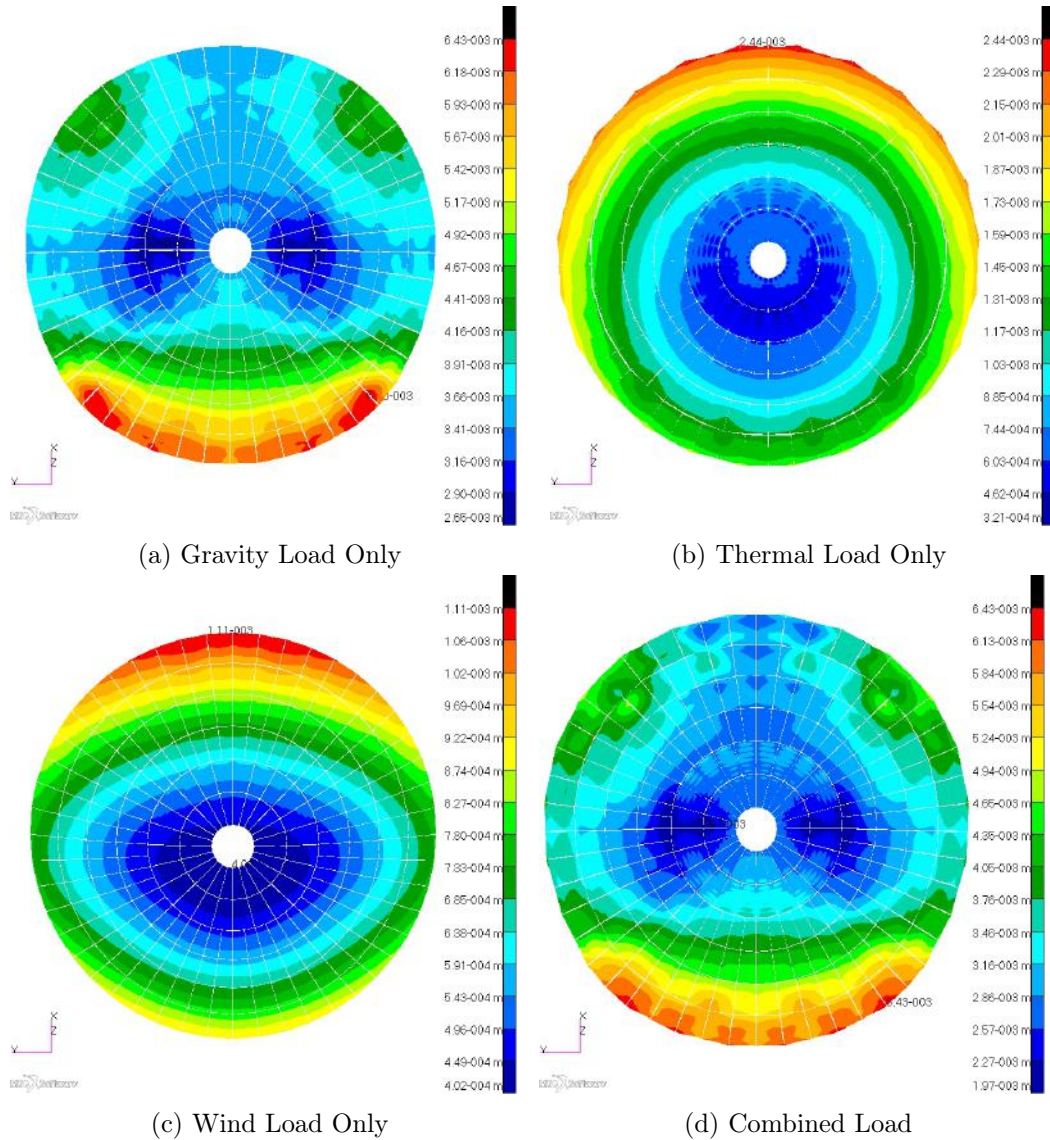 6.43-003 m
6.18-003 m
5.93-003 m
5.67-003 m
5.42-003 m
5.17-003 m
4.92-003 m
4.67-003 m
4.41-003 m
4.16-003 m
3.91-003 m
3.66-003 m
3.41-003 m
3.16-003 m
2.90-003 m
2.65-003 m
X
Z
Y
(a) Gravity Load Only
2.44-003
2.44-003 m
2.29-003 m
2.15-003 m
2.01-003 m
1.87-003 m
1.73-003 m
1.59-003 m
1.45-003 m
1.31-003 m
1.17-003 m
1.03-003 m
8.85-004 m
7.44-004 m
6.03-004 m
4.62-004 m
3.21-004 m
X
Z
Y
(b) Thermal Load Only
1.11-003
1.11-003 m
1.06-003 m
1.02-003 m
9.69-004 m
9.22-004 m
8.74-004 m
8.27-004 m
7.80-004 m
7.33-004 m
6.85-004 m
6.38-004 m
5.91-004 m
5.43-004 m
4.96-004 m
4.49-004 m
4.02-004 m
X
Z
Y
(c) Wind Load Only
6.43-003 m
6.13-003 m
5.84-003 m
5.54-003 m
5.24-003 m
4.94-003 m
4.65-003 m
4.35-003 m
4.05-003 m
3.76-003 m
3.46-003 m
3.16-003 m
2.86-003 m
2.57-003 m
2.27-003 m
1.97-003 m
X
Z
Y
(d) Combined Load